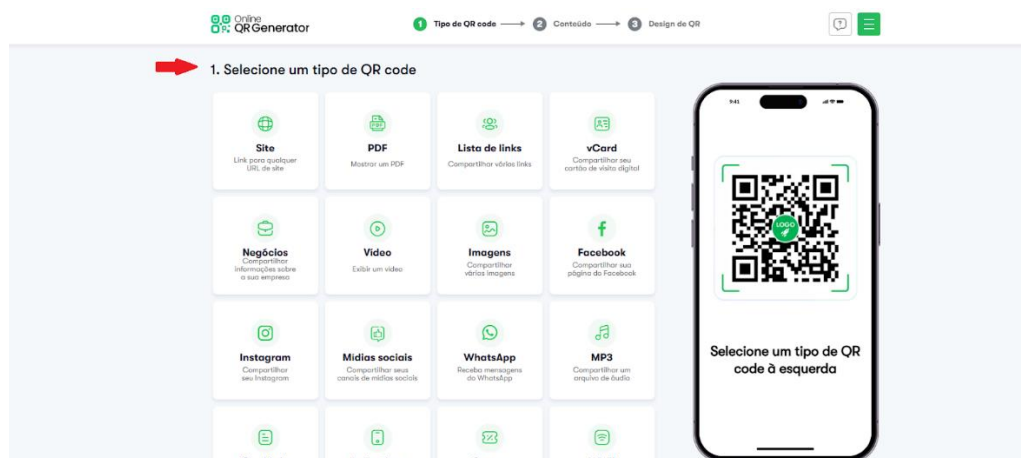 Online
QR Generator
1 Tipo de QR code
2 Conteúdo
3 Design de QR
1. Selecione um tipo de QR code
Site
Link para qualquer
URL de site
PDF
Mostrar um PDF
Lista de links
Compartilhar vários links
vCard
Compartilhar seu
cartão de visita digital
Negócios
Compartilhar
informações sobre
a sua empresa
Vídeo
Exibir um vídeo
Imagens
Compartilhar
várias imagens
Facebook
Compartilhar sua
página do Facebook
Instagram
Compartilhar
seu Instagram
Mídias sociais
Compartilhar seus
canais de mídias sociais
WhatsApp
Receba mensagens
do WhatsApp
MP3
Compartilhar um
arquivo de áudio
9:41
LOGO
Selecione um tipo de QR
code à esquerda